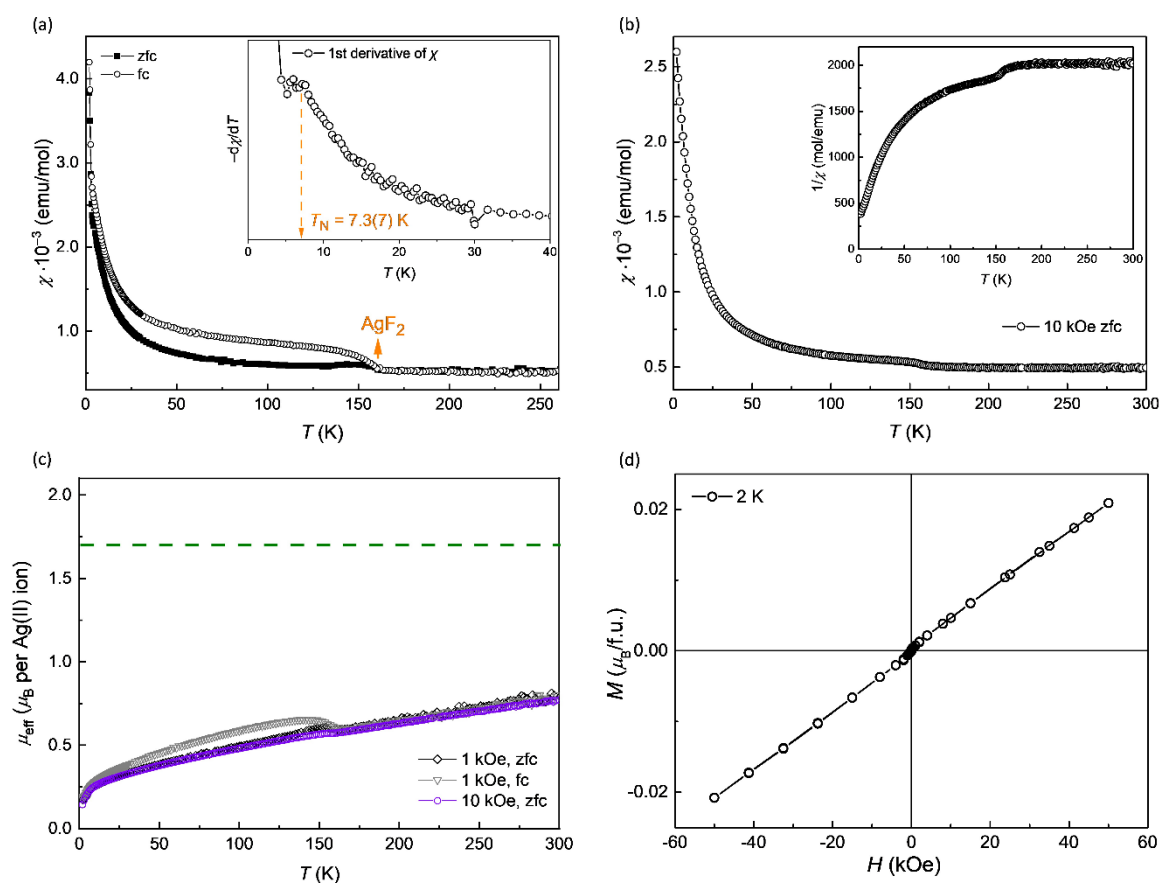 (a)
zfc
fc
1st derivative of χ
−dχ/dT
T_N = 7.3(7) K
0 10 20 30 40
T (K)
AgF₂
χ·10⁻³ (emu/mol)
4.0
3.0
2.0
1.0
0 50 100 150 200 250
T (K)
(b)
χ·10⁻³ (emu/mol)
2.5
2.0
1.5
1.0
0.5
1/χ (mol/emu)
2000
1500
1000
500
0
0 50 100 150 200 250 300
T (K)
10 kOe zfc
0 50 100 150 200 250 300
T (K)
(c)
μeff (μB per Ag(II) ion)
2.0
1.5
1.0
0.5
0.0
1 kOe, zfc
1 kOe, fc
10 kOe, zfc
0 50 100 150 200 250 300
T (K)
(d)
2 K
M (μB/f.u.)
0.02
0.00
-0.02
-60 -40 -20 0 20 40 60
H (kOe)